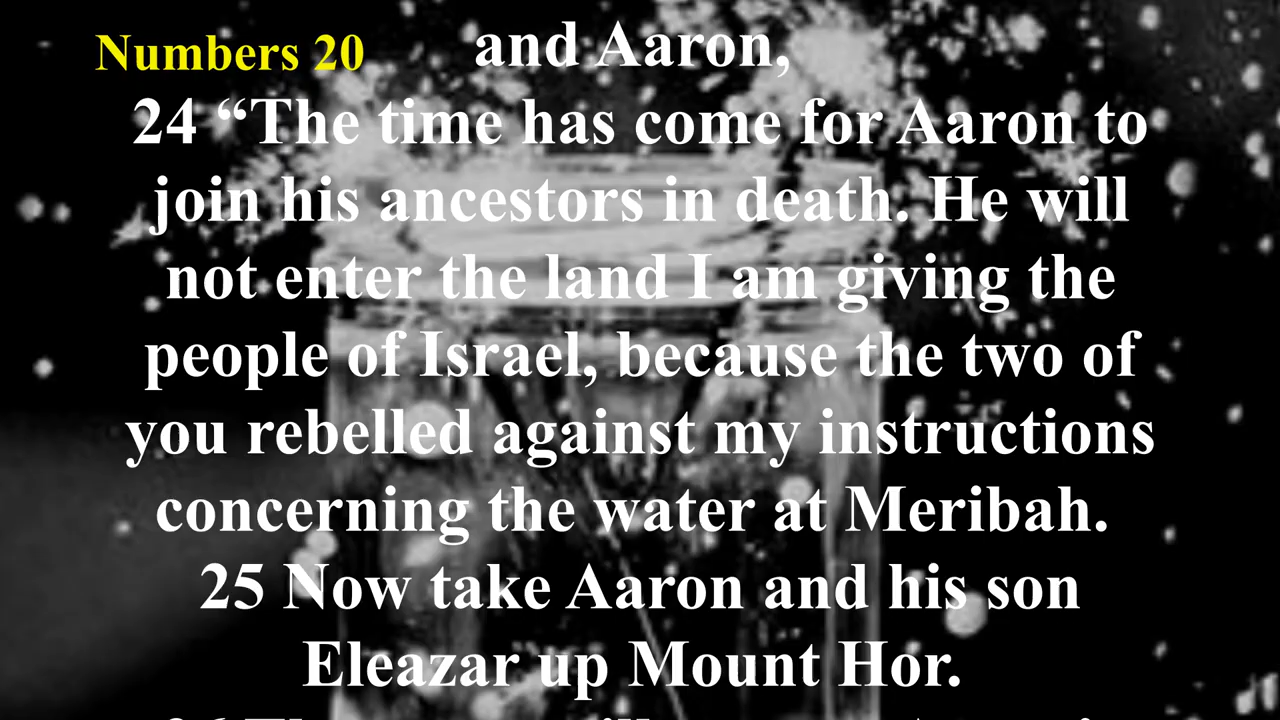 Numbers 20
and Aaron,
24 “The time has come for Aaron to
join his ancestors in death. He will
not enter the land I am giving the
people of Israel, because the two of
you rebelled against my instructions
concerning the water at Meribah.
25 Now take Aaron and his son
Eleazar up Mount Hor.